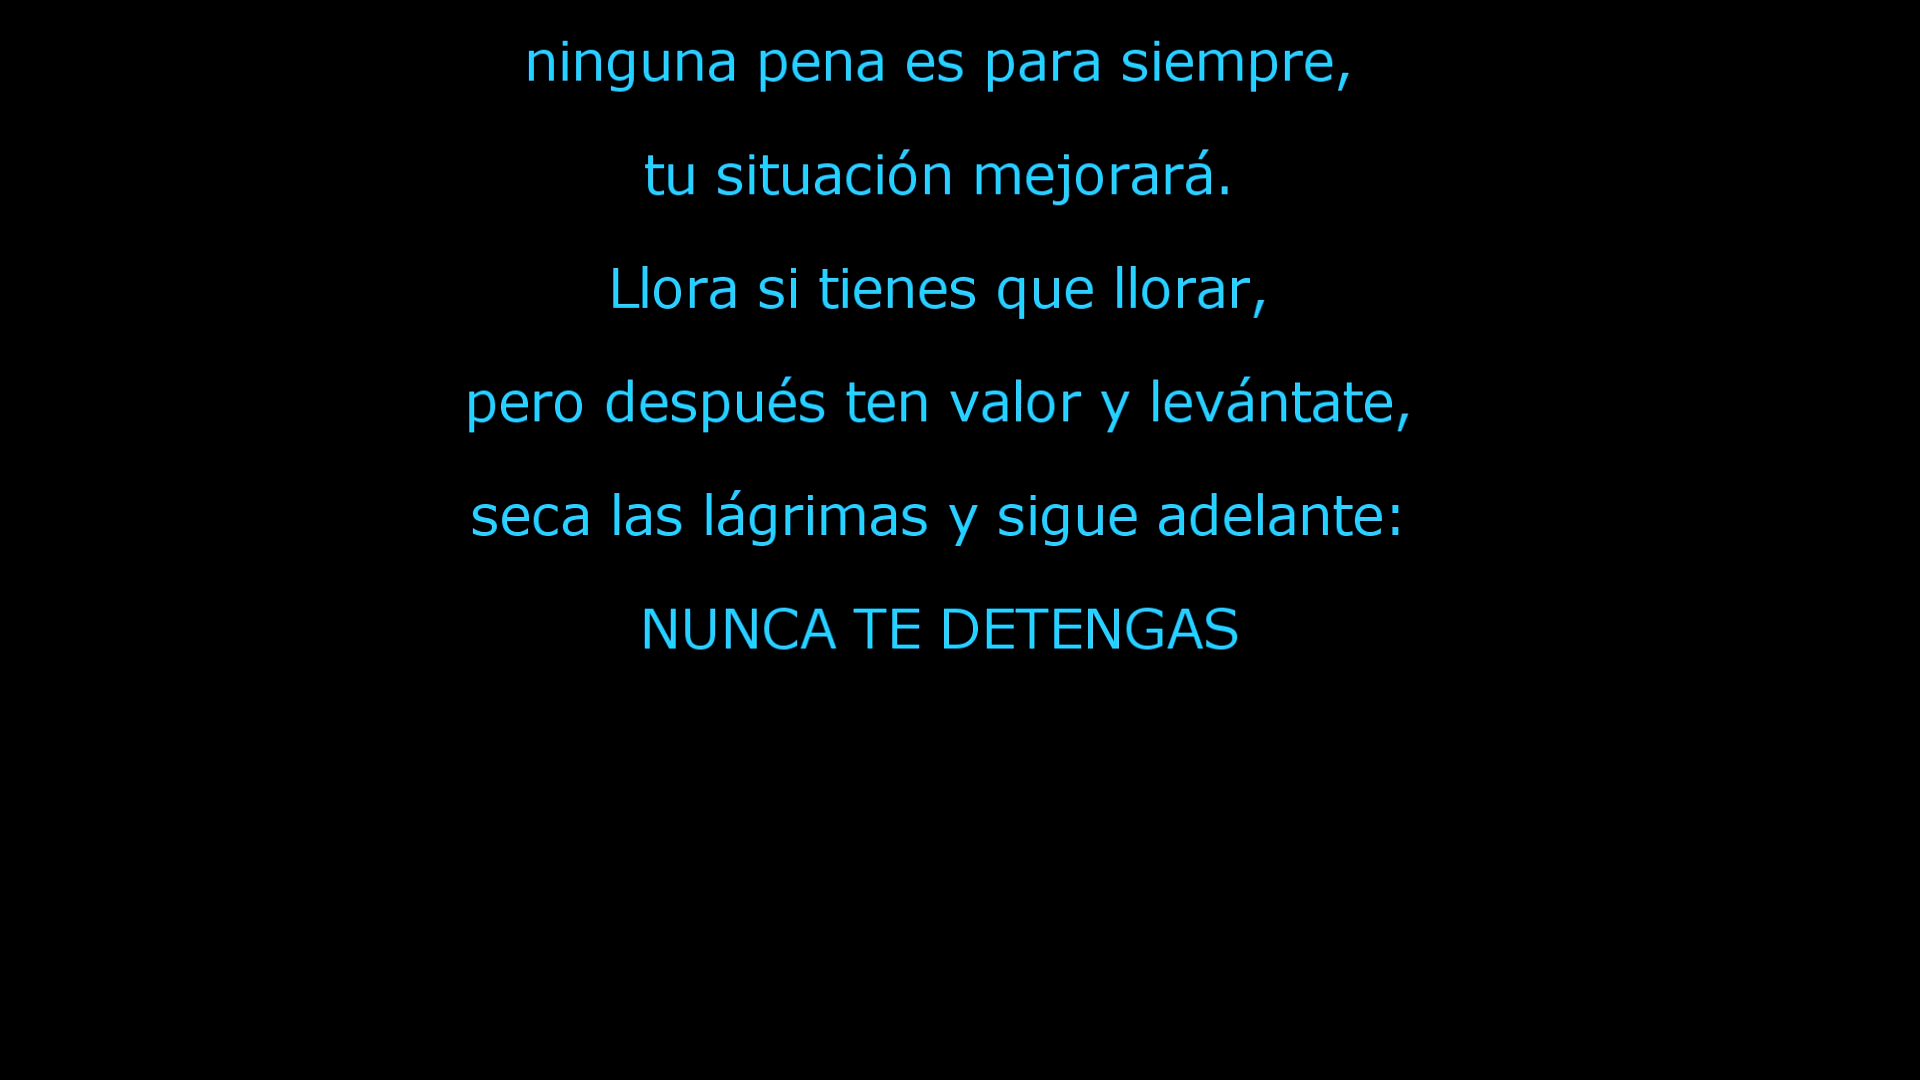 ninguna pena es para siempre,
tu situación mejorará.
Llora si tienes que llorar,
pero después ten valor y levántate,
seca las lágrimas y sigue adelante:
NUNCA TE DETENGAS